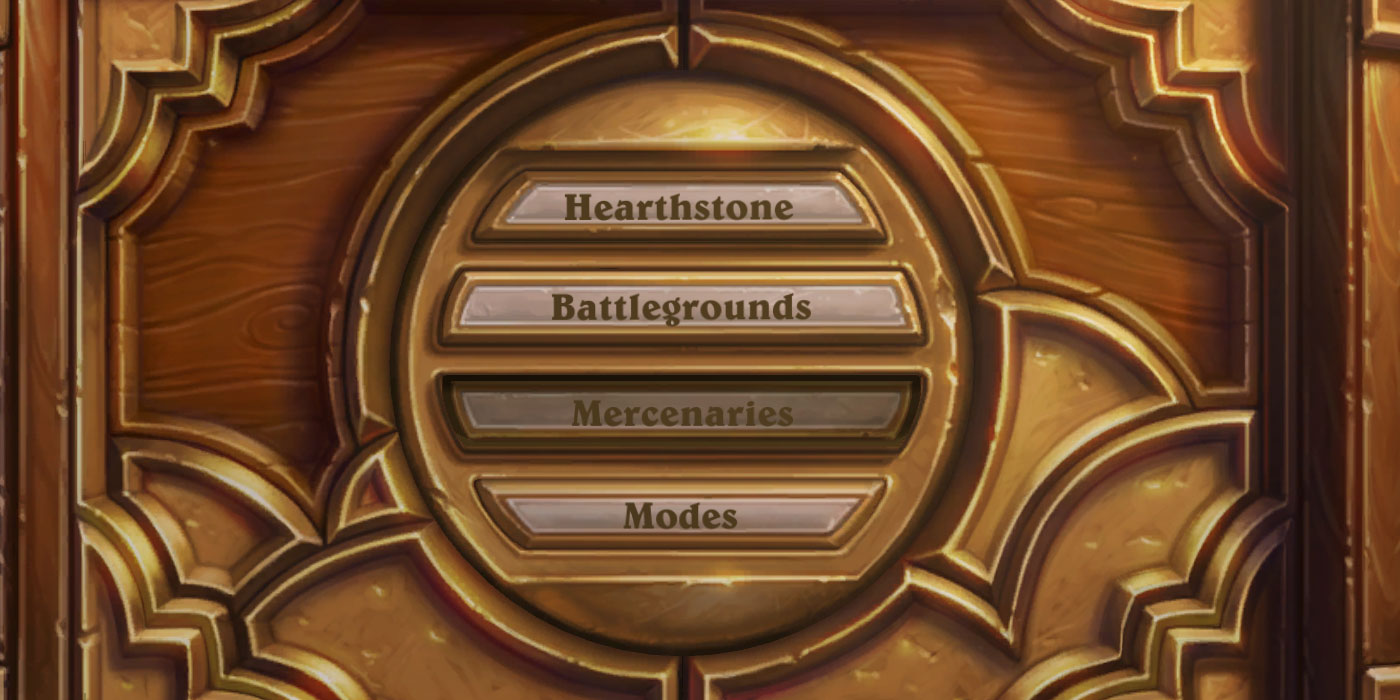 Hearthstone
Battlegrounds
Mercenaries
Modes